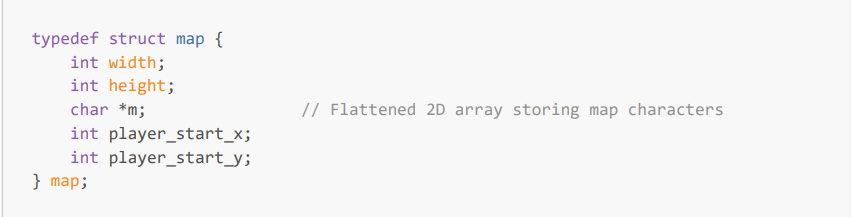 typedef struct map {
    int width;
    int height;
    char *m;                // Flattened 2D array storing map characters
    int player_start_x;
    int player_start_y;
} map;